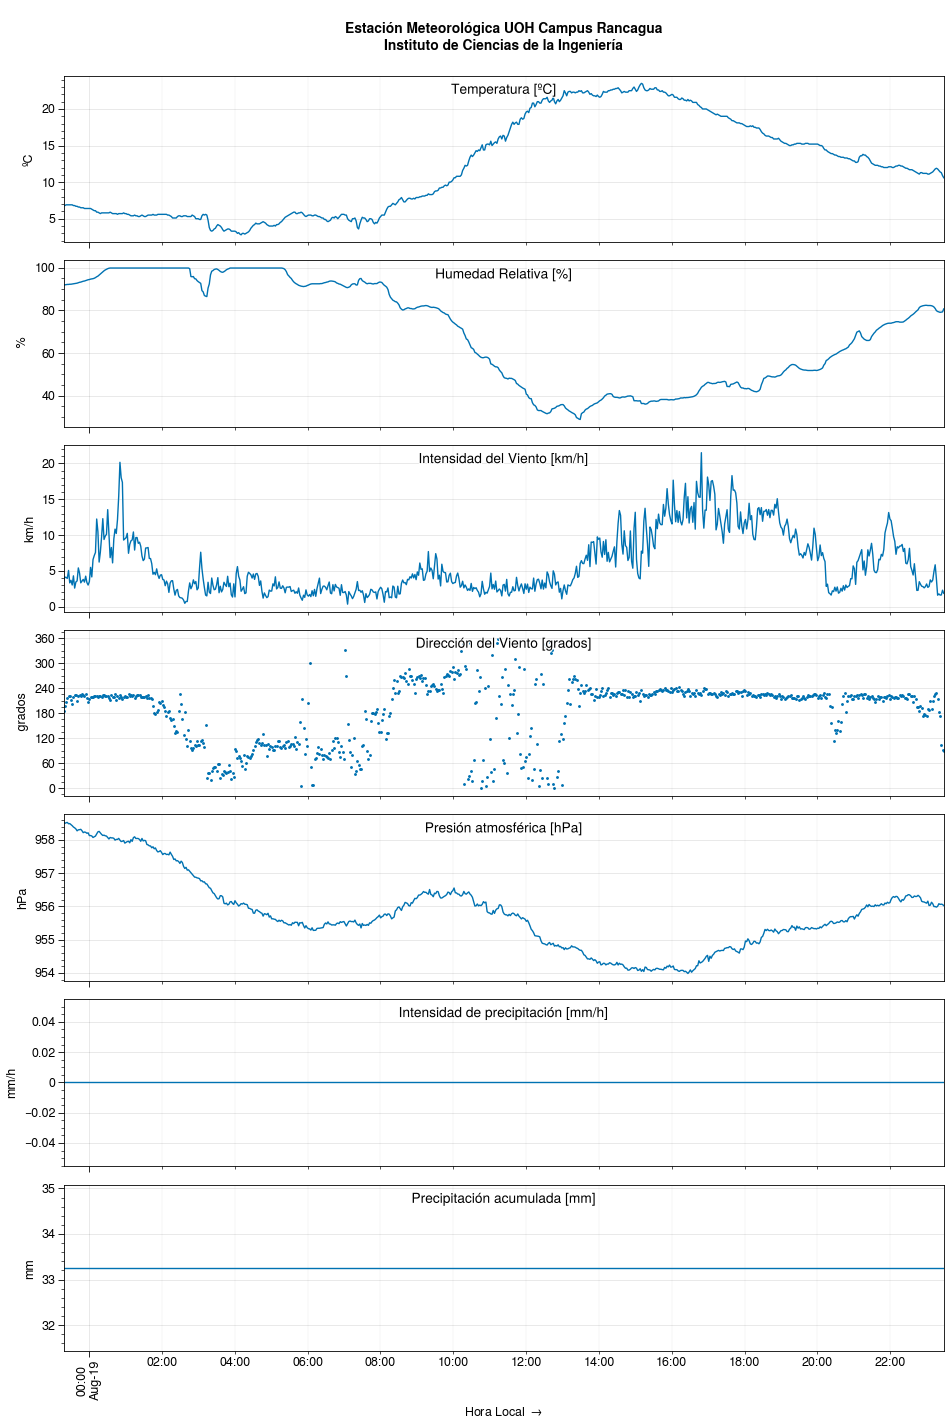 Estación Meteorológica UOH Campus Rancagua
Instituto de Ciencias de la Ingeniería
Temperatura [ºC]
20
15
10
5
ºC
Humedad Relativa [%]
100
80
60
40
%
Intensidad del Viento [km/h]
20
15
10
5
0
km/h
Dirección del Viento [grados]
360
300
240
180
120
60
0
grados
Presión atmosférica [hPa]
958
957
956
955
954
hPa
Intensidad de precipitación [mm/h]
0.04
0.02
0
−0.02
−0.04
mm/h
Precipitación acumulada [mm]
35
34
33
32
mm
00:00
Aug-19
02:00 04:00 06:00 08:00 10:00 12:00 14:00 16:00 18:00 20:00 22:00
Hora Local →